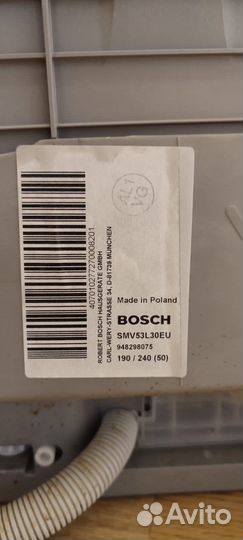 407010277270008201
ROBERT BOSCH HAUSGERÄTE GMBH
CARL-WERY-STRASSE 34, D-81739 MÜNCHEN
Made in Poland
BOSCH
SMV53L30EU
948298075
190 / 240 (50)
Avito